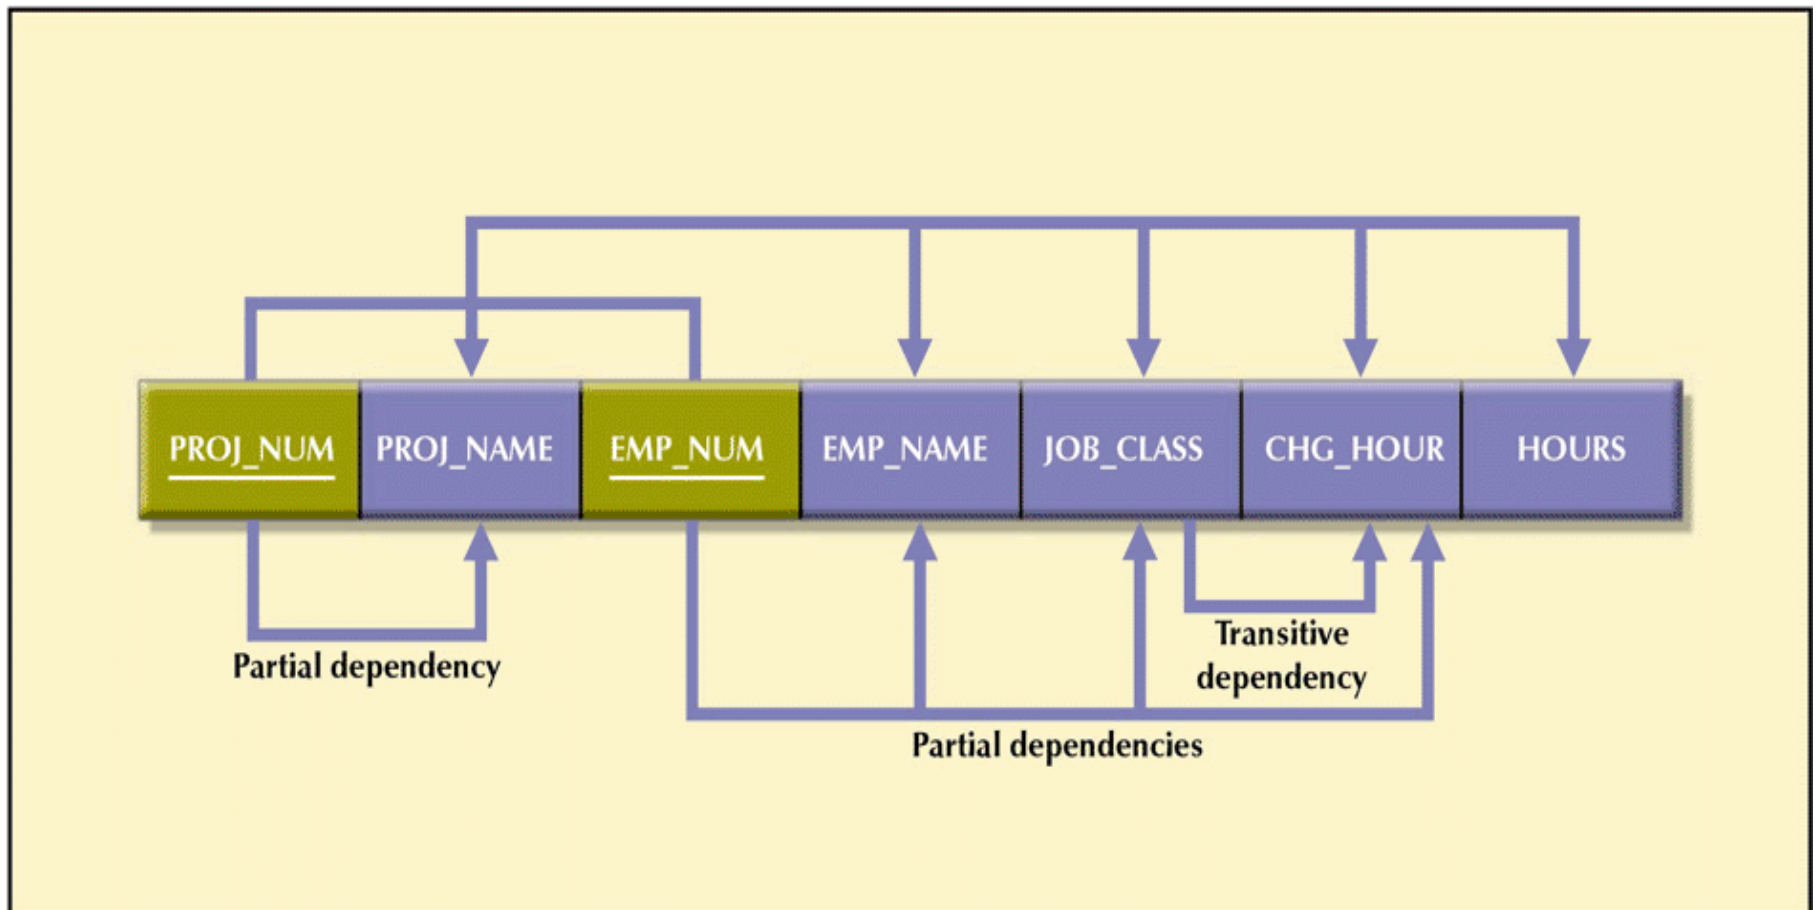 PROJ_NUM PROJ_NAME EMP_NUM EMP_NAME JOB_CLASS CHG_HOUR HOURS
Partial dependency
Transitive
dependency
Partial dependencies